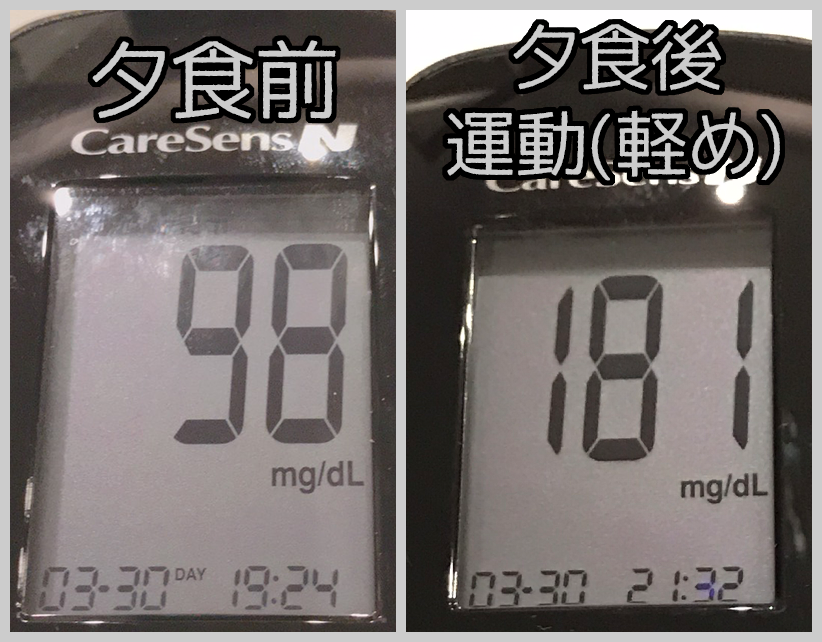 夕食前
CareSens N
98
mg/dL
03-30 DAY 19:24
夕食後
運動(軽め)
CareSens
181
mg/dL
03-30 21:32